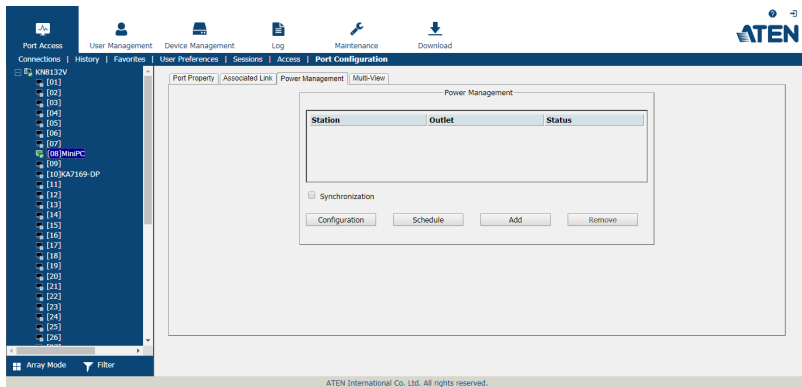 ATEN
Port Access User Management Device Management Log Maintenance Download
Connections | History | Favorites | User Preferences | Sessions | Access | Port Configuration
KN8132V
[01]
[02]
[03]
[04]
[05]
[06]
[07]
[08]MiniPC
[09]
[10]KA7169-DP
[11]
[12]
[13]
[14]
[15]
[16]
[17]
[18]
[19]
[20]
[21]
[22]
[23]
[24]
[25]
[26]
Port Property Associated Link Power Management Multi-View
Power Management
Station Outlet Status
Synchronization
Configuration Schedule Add Remove
Array Mode Filter
ATEN International Co. Ltd. All rights reserved.